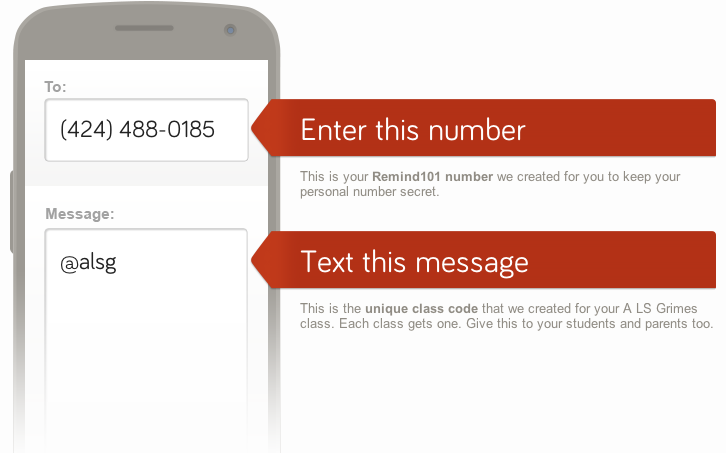 To:
(424) 488-0185
Enter this number
This is your Remind101 number we created for you to keep your
personal number secret.
Message:
@alsg
Text this message
This is the unique class code that we created for your A LS Grimes
class. Each class gets one. Give this to your students and parents too.